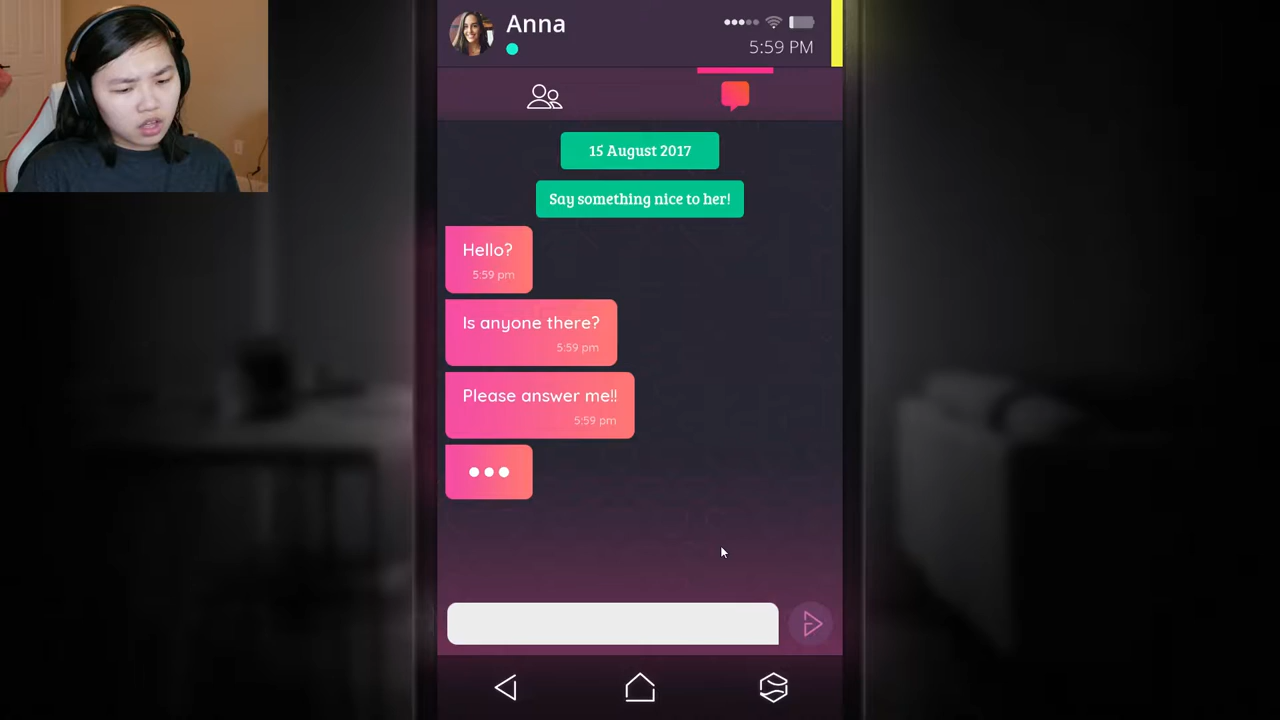 Anna
5:59 PM
15 August 2017
Say something nice to her!
Hello?
5:59 pm
Is anyone there?
5:59 pm
Please answer me!!
5:59 pm